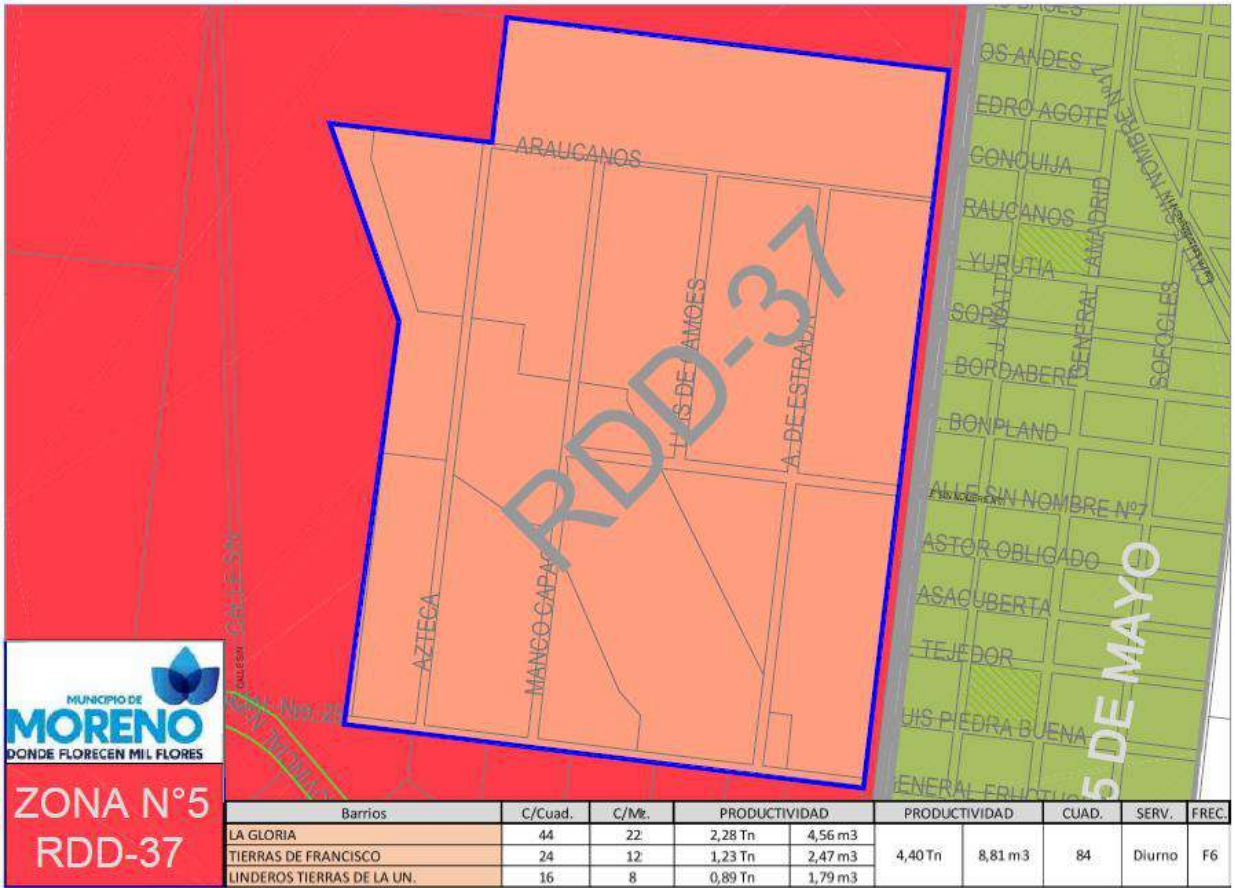 OS ANDES
EDRO AGOTE
CONQUIJA
ARAUCANOS
RAUCANOS
YURUTIA
SOFOCLES
J. WATT
GENERAL LAMADRID
BORDABERE
BONPLAND
LUIS DE CAMOES
A. DE ESTRADA
RDD-37
ALLE SIN NOMBRE Nº7
ASTOR OBLIGADO
ASACUBERTA
TEJEDOR
UIS PIEDRA BUENA
5 DE MAYO
AZTECA
MANCO CAPAC
CALLE SIN
CALLE SIN
MUNICIPIO DE
MORENO
DONDE FLORECEN MIL FLORES
ZONA N°5
RDD-37
Barrios C/Cuad. C/Mt. PRODUCTIVIDAD PRODUCTIVIDAD CUAD. SERV. FREC.
LA GLORIA 44 22 2,28 Tn 4,56 m3
TIERRAS DE FRANCISCO 24 12 1,23 Tn 2,47 m3 4,40 Tn 8,81 m3 84 Diurno F6
LINDEROS TIERRAS DE LA UN. 16 8 0,89 Tn 1,79 m3